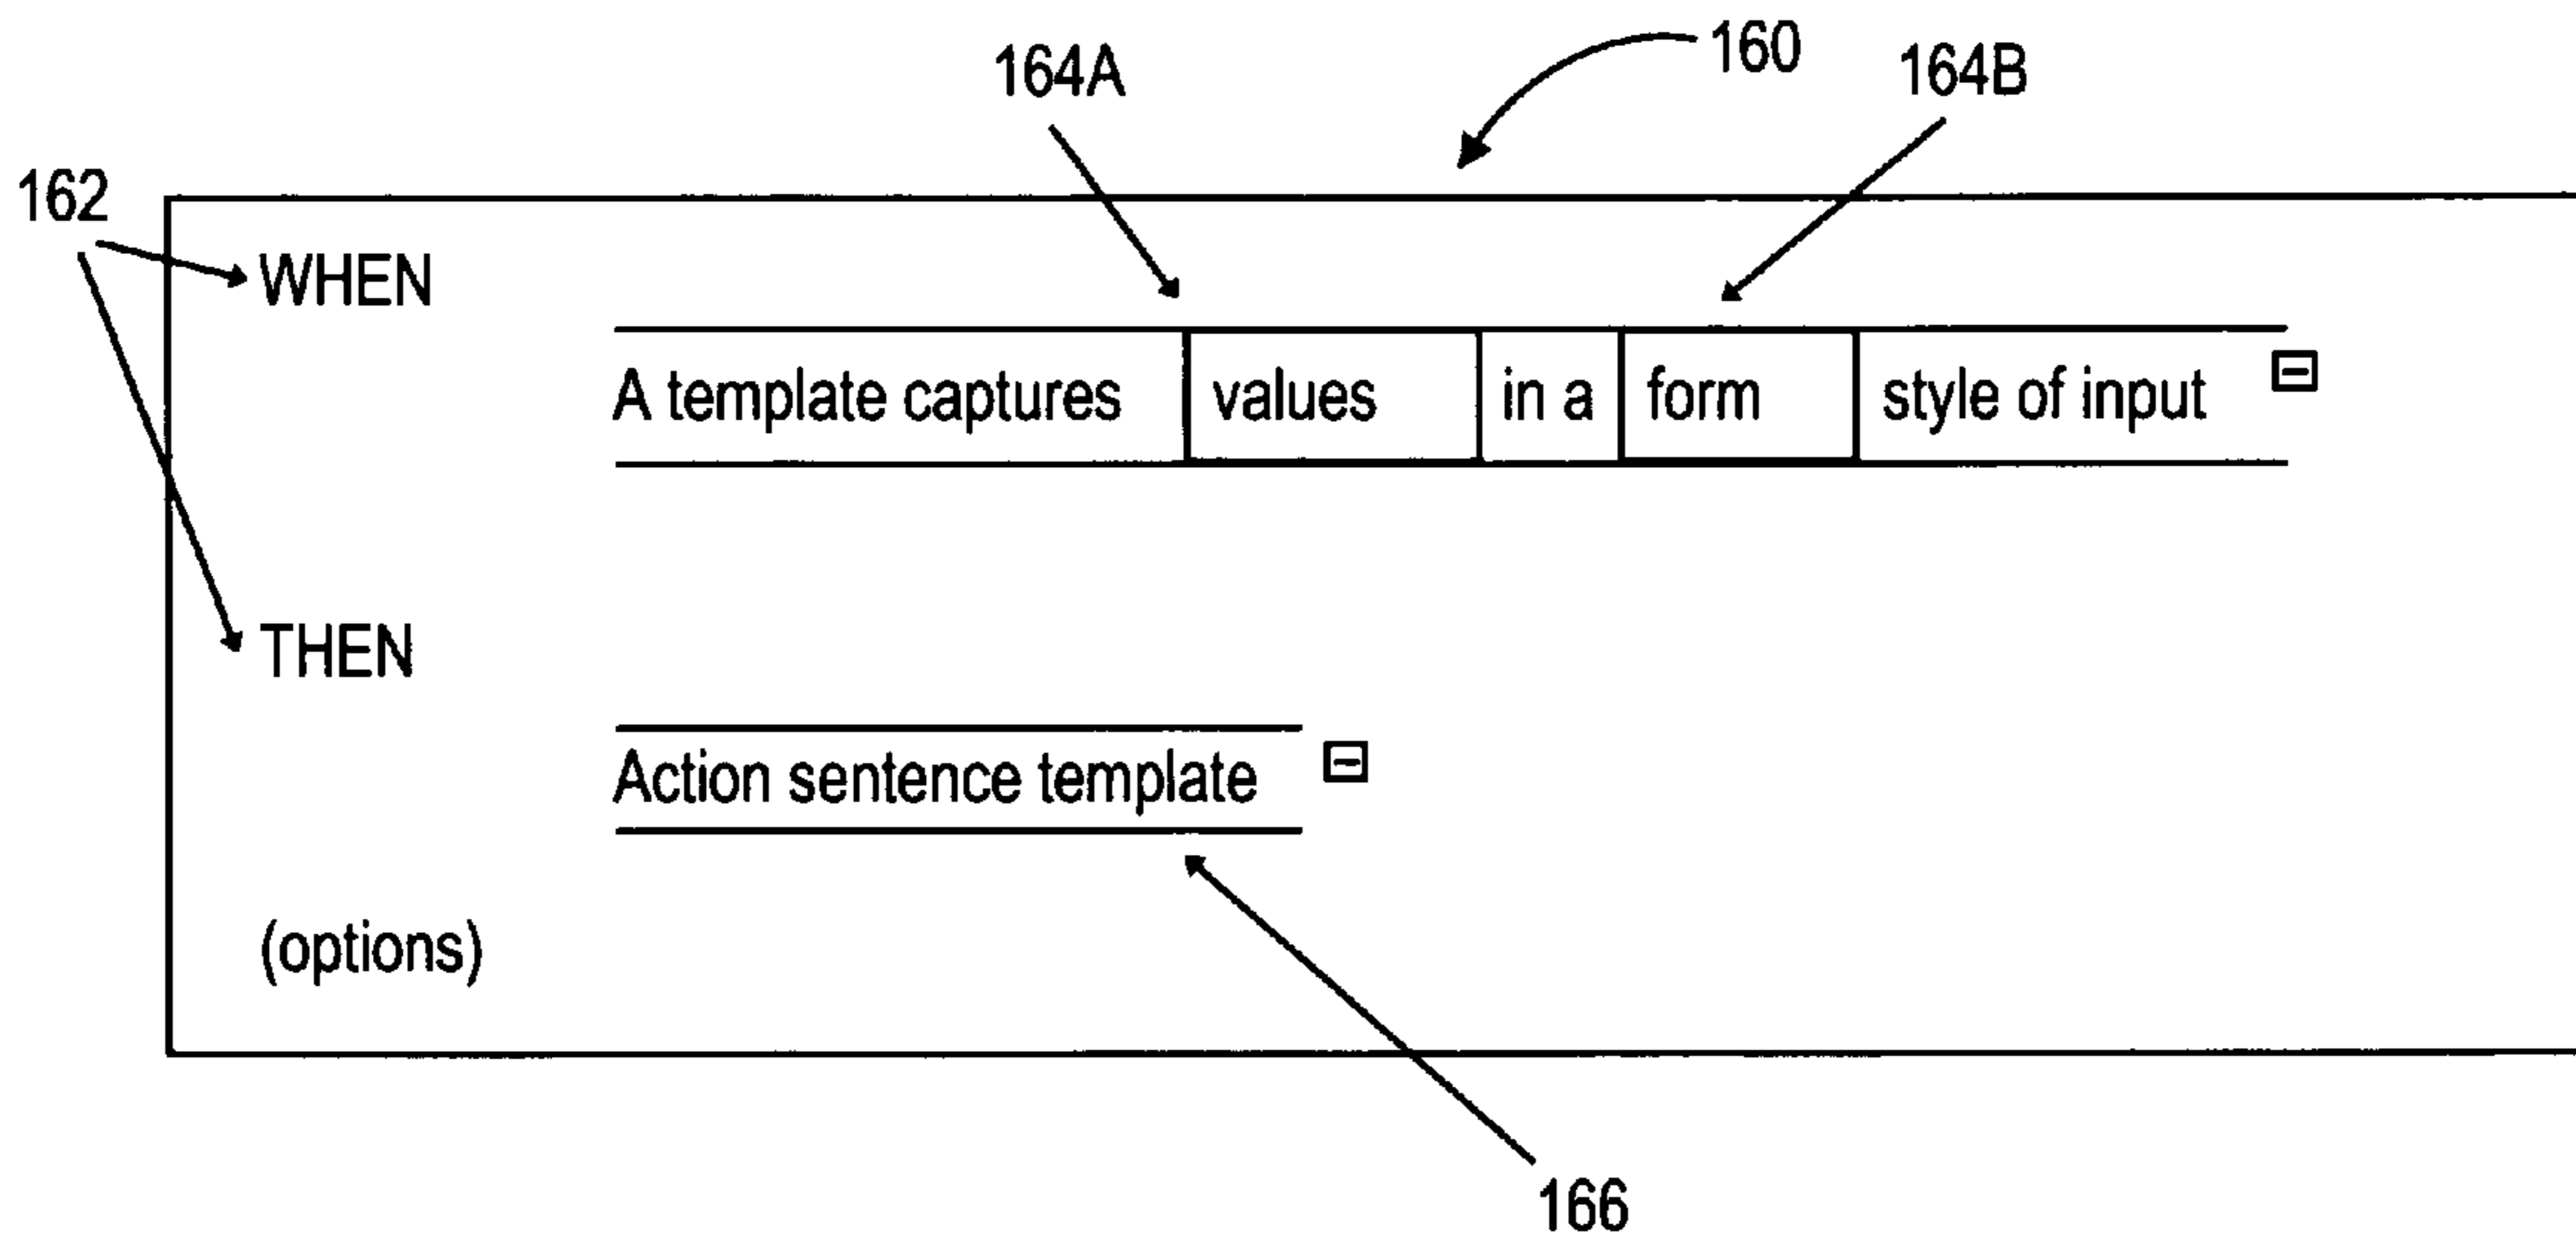 160
164A 164B
162
WHEN
A template captures values in a form style of input
THEN
Action sentence template
(options)
166